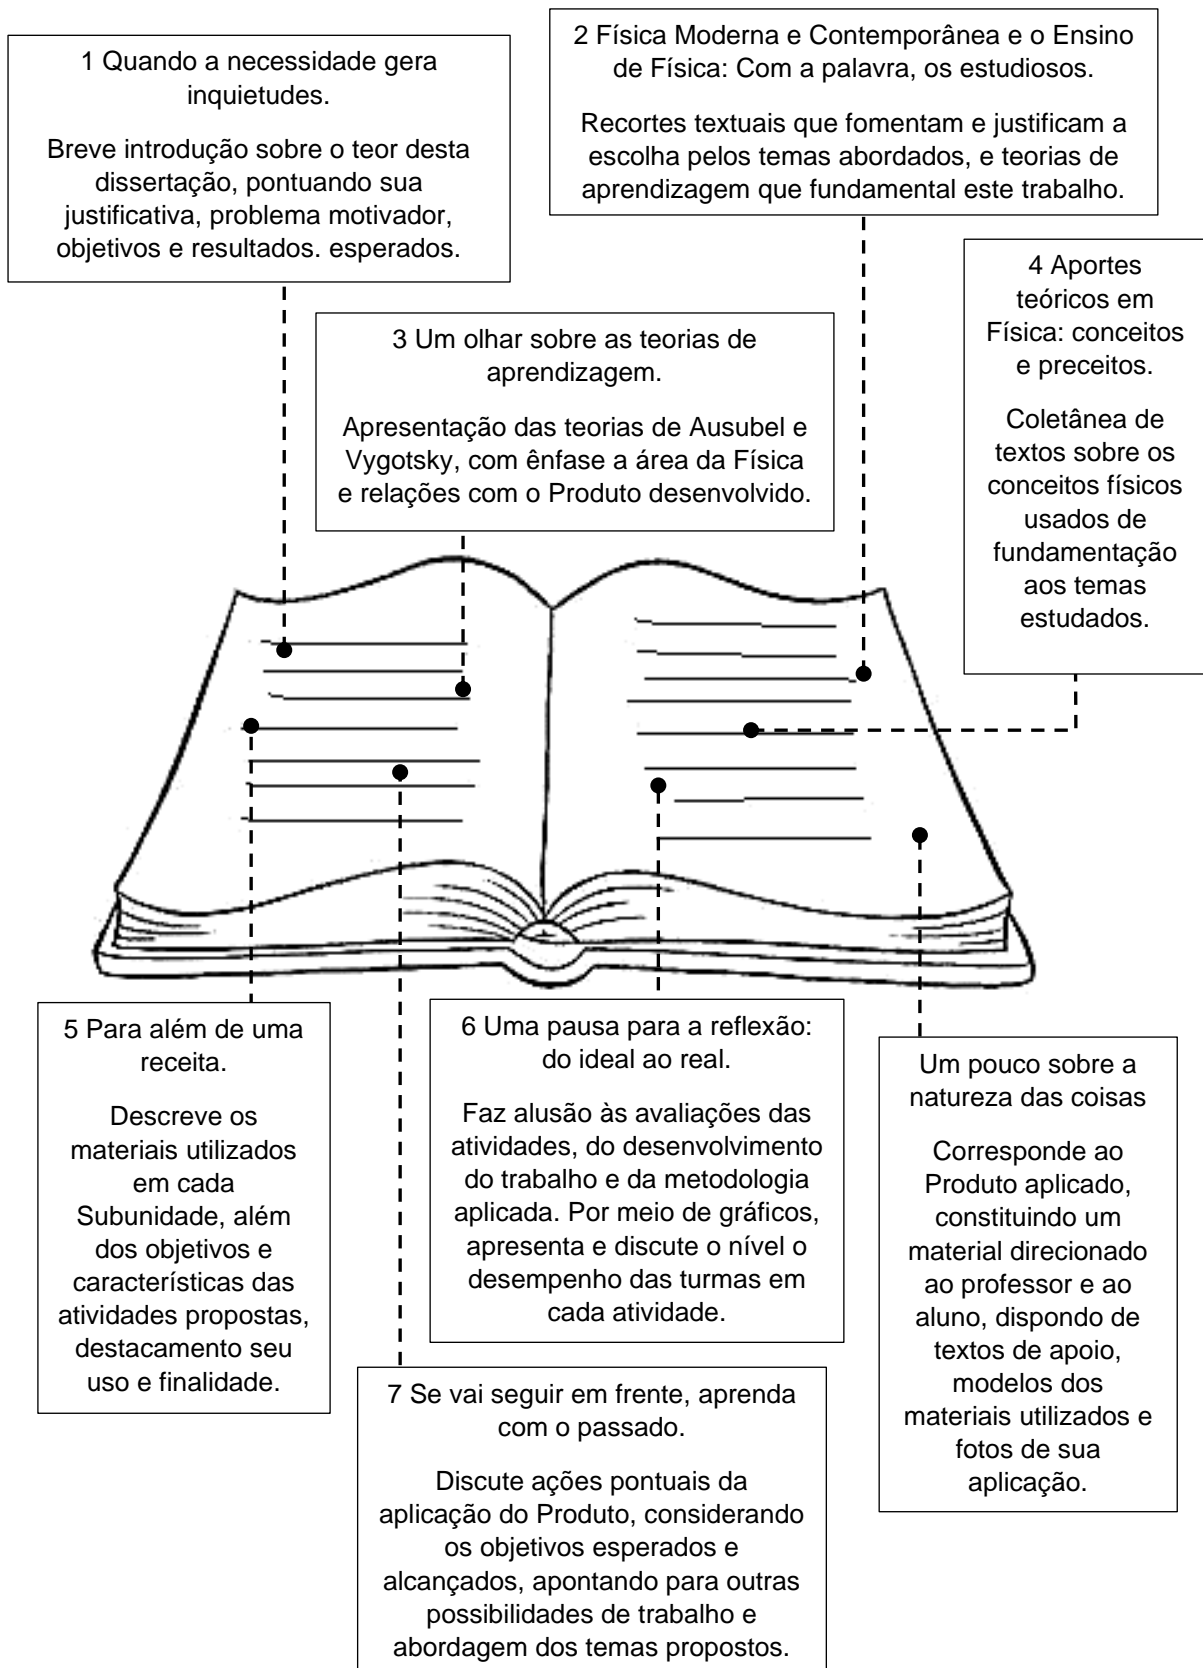 1 Quando a necessidade gera
inquietudes.
Breve introdução sobre o teor desta
dissertação, pontuando sua
justificativa, problema motivador,
objetivos e resultados. esperados.
2 Física Moderna e Contemporânea e o Ensino
de Física: Com a palavra, os estudiosos.
Recortes textuais que fomentam e justificam a
escolha pelos temas abordados, e teorias de
aprendizagem que fundamental este trabalho.
3 Um olhar sobre as teorias de
aprendizagem.
Apresentação das teorias de Ausubel e
Vygotsky, com ênfase a área da Física
e relações com o Produto desenvolvido.
4 Aportes
teóricos em
Física: conceitos
e preceitos.
Coletânea de
textos sobre os
conceitos físicos
usados de
fundamentação
aos temas
estudados.
5 Para além de uma
receita.
Descreve os
materiais utilizados
em cada
Subunidade, além
dos objetivos e
características das
atividades propostas,
destacamento seu
uso e finalidade.
6 Uma pausa para a reflexão:
do ideal ao real.
Faz alusão às avaliações das
atividades, do desenvolvimento
do trabalho e da metodologia
aplicada. Por meio de gráficos,
apresenta e discute o nível o
desempenho das turmas em
cada atividade.
Um pouco sobre a
natureza das coisas
Corresponde ao
Produto aplicado,
constituindo um
material direcionado
ao professor e ao
aluno, dispondo de
textos de apoio,
modelos dos
materiais utilizados e
fotos de sua
aplicação.
7 Se vai seguir em frente, aprenda
com o passado.
Discute ações pontuais da
aplicação do Produto, considerando
os objetivos esperados e
alcançados, apontando para outras
possibilidades de trabalho e
abordagem dos temas propostos.